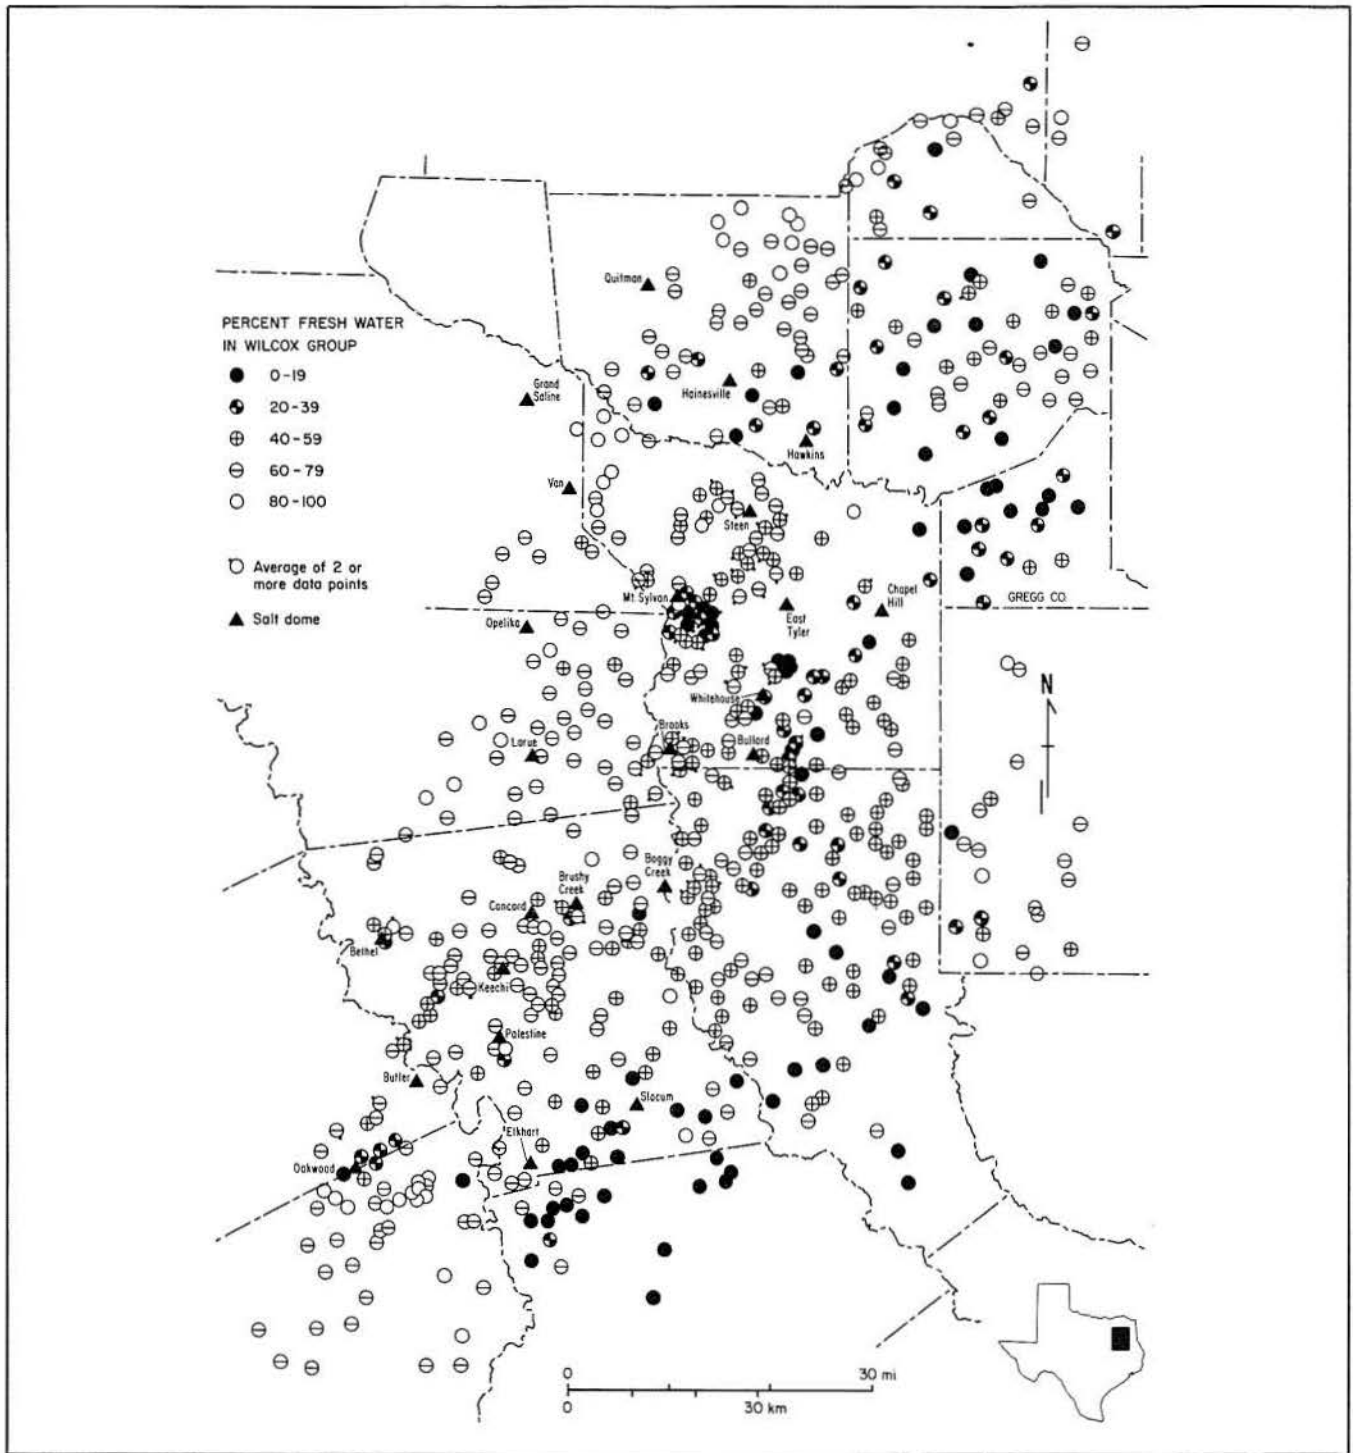 Quitman
PERCENT FRESH WATER
IN WILCOX GROUP
0-19
20-39
40-59
60-79
80-100
Average of 2 or
more data points
Salt dome
Grand
Saline
Hainesville
Hawkins
Van
Steen
Mt Sylvan
Chapel
Hill
GREGG CO.
Opelika
East
Tyler
N
Whitehouse
Brooks
Larue
Bullard
Boggy
Creek
Brushy
Creek
Concord
Bethel
Keechi
Palestine
Butler
Slocum
Elkhart
Oakwood
0 30 mi
0 30 km